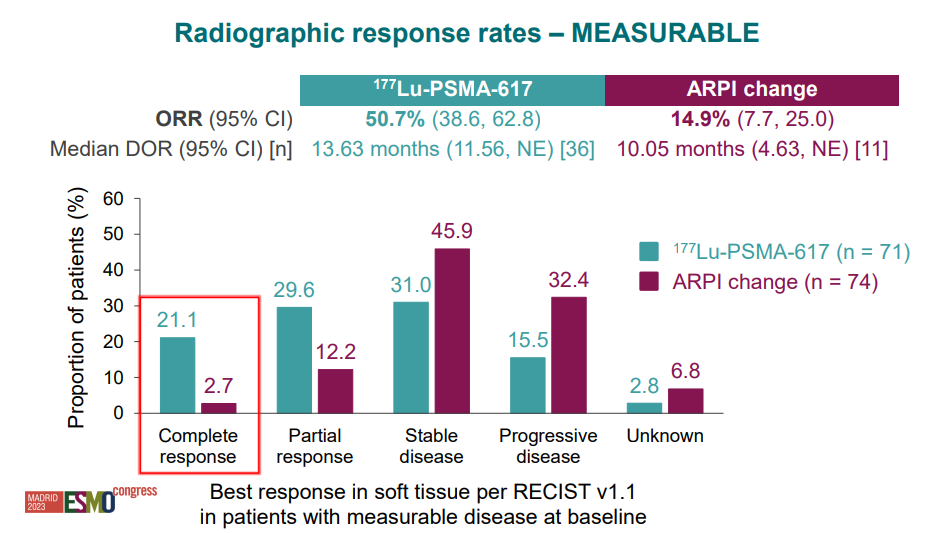 Radiographic response rates – MEASURABLE
¹⁷⁷Lu-PSMA-617 ARPI change
ORR (95% CI) 50.7% (38.6, 62.8) 14.9% (7.7, 25.0)
Median DOR (95% CI) [n] 13.63 months (11.56, NE) [36] 10.05 months (4.63, NE) [11]
Proportion of patients (%)
60
50
40
30
20
10
0
21.1 2.7
29.6 12.2
31.0 45.9
15.5 32.4
2.8 6.8
¹⁷⁷Lu-PSMA-617 (n = 71)
ARPI change (n = 74)
Complete response
Partial response
Stable disease
Progressive disease
Unknown
Best response in soft tissue per RECIST v1.1
in patients with measurable disease at baseline
MADRID
2023
ESMO congress